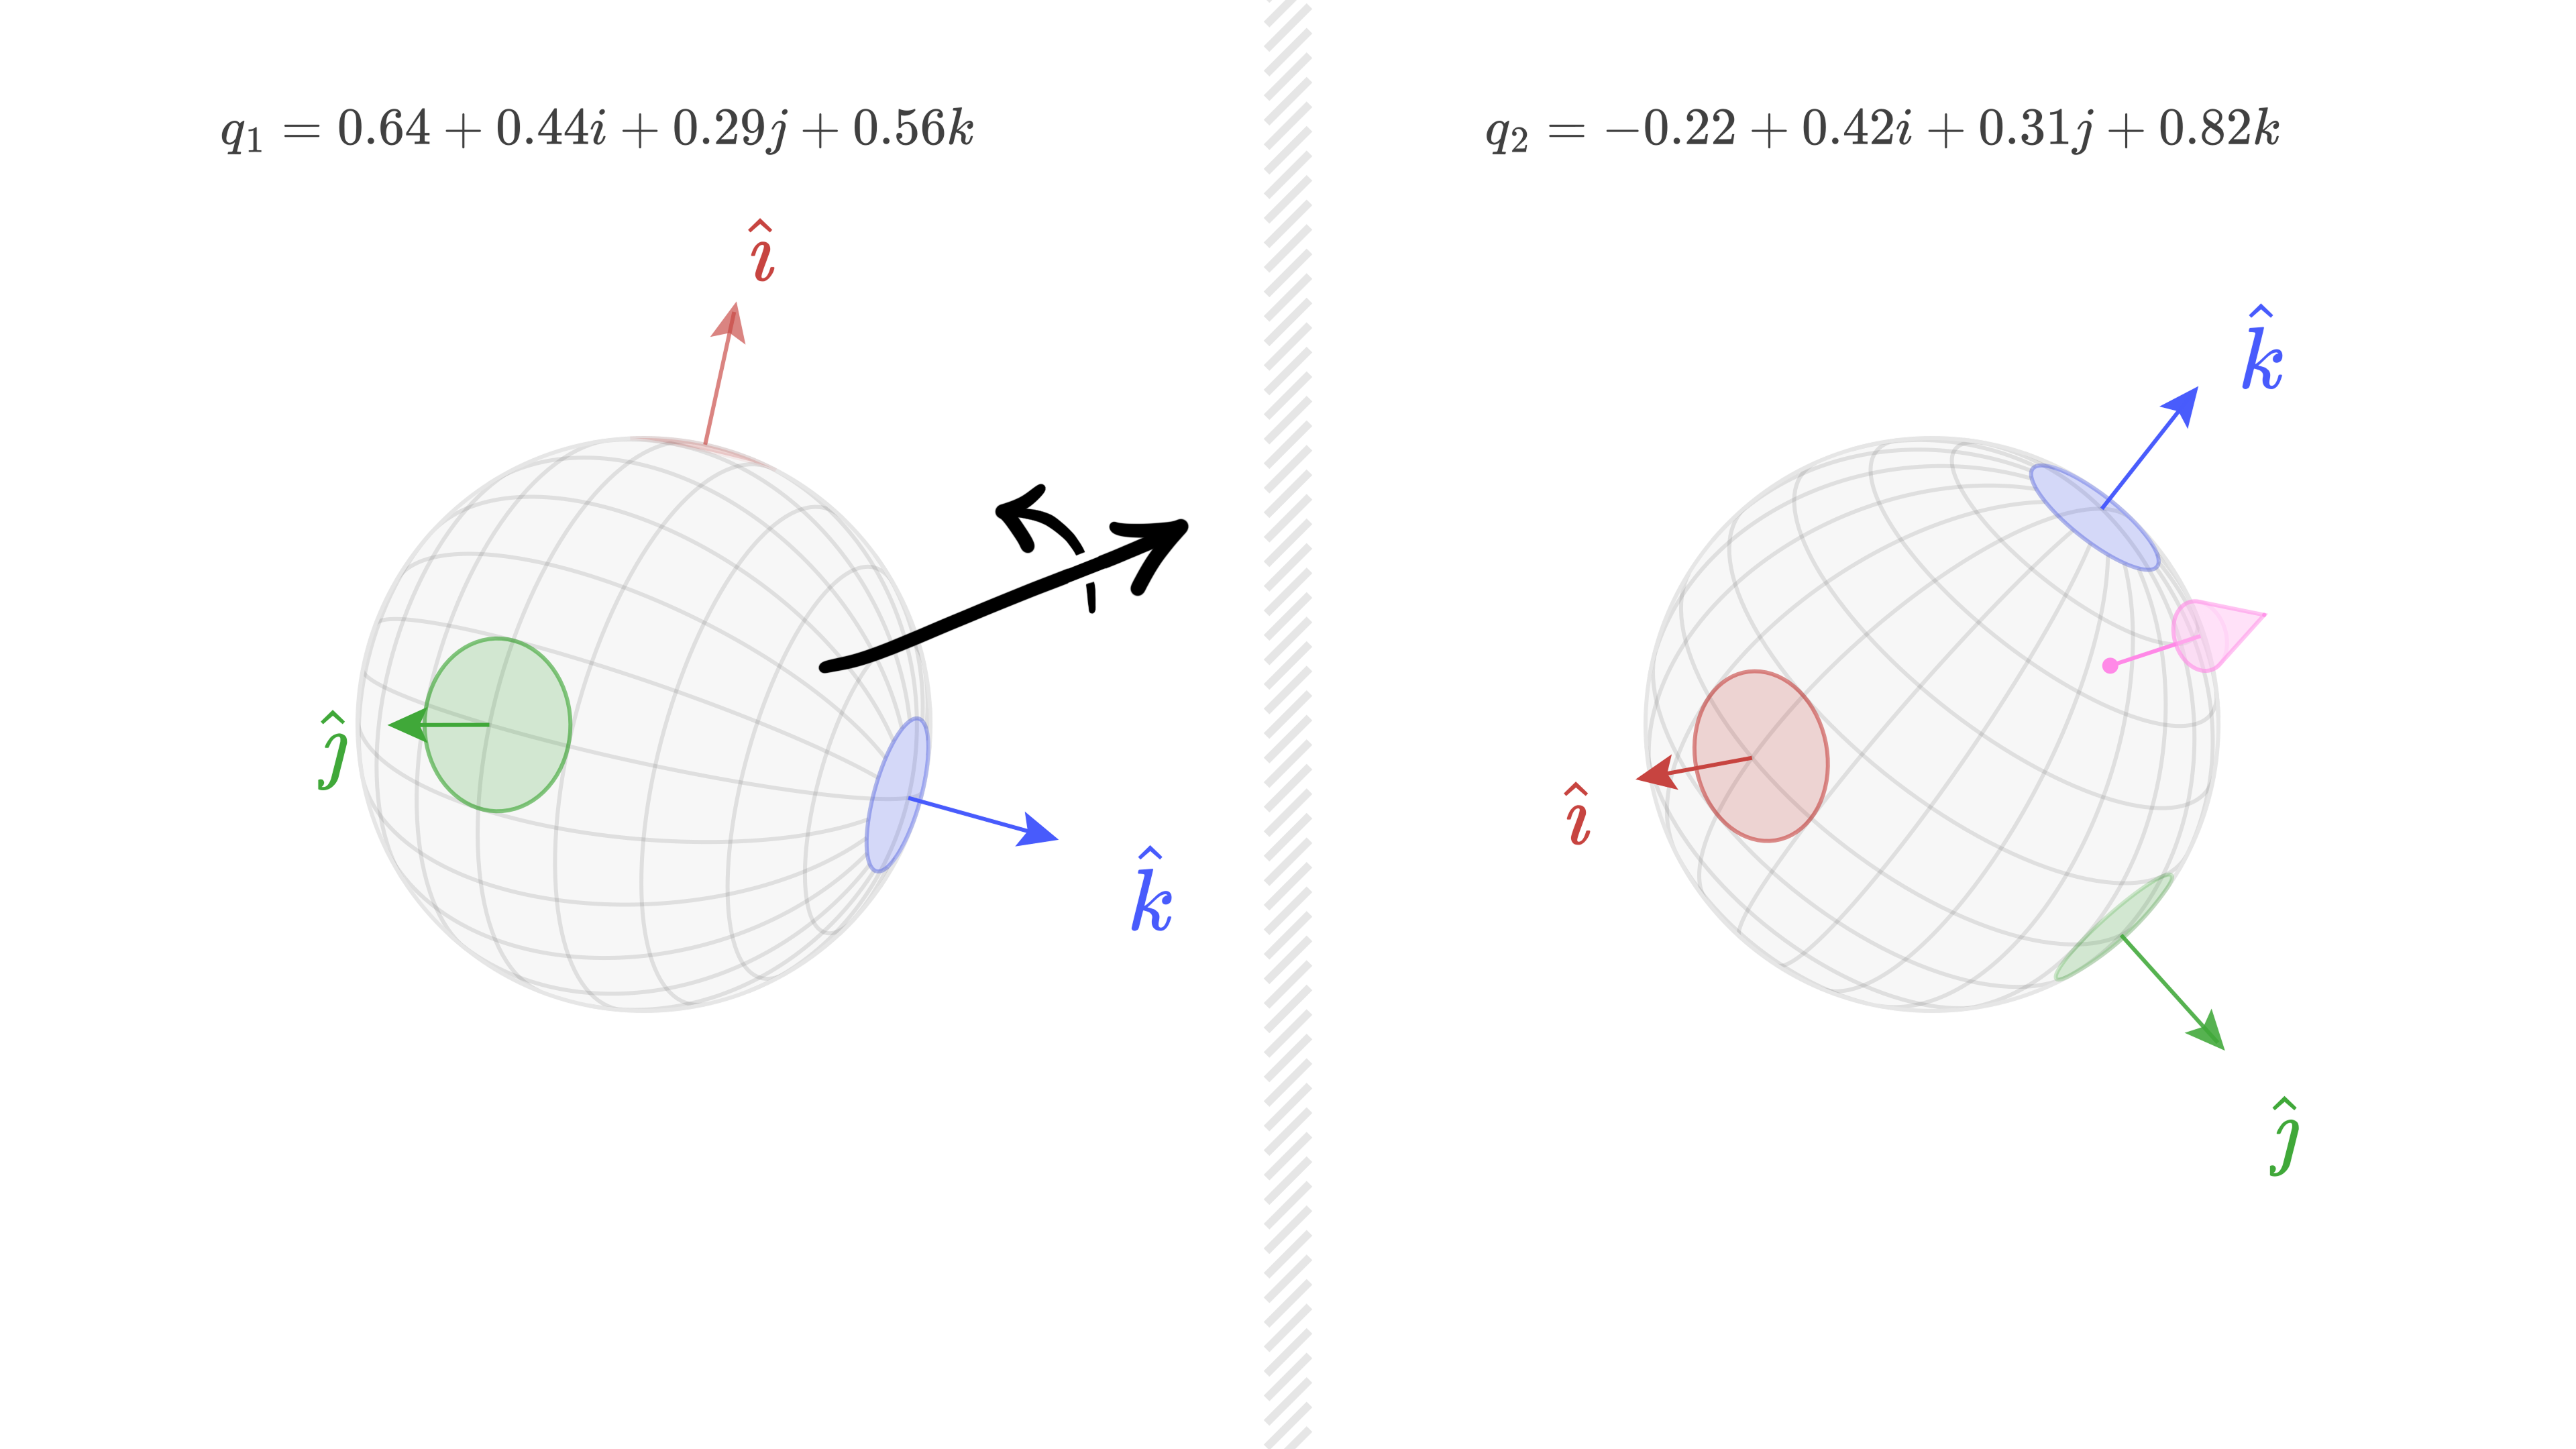 q₁ = 0.64 + 0.44i + 0.29j + 0.56k
q₂ = −0.22 + 0.42i + 0.31j + 0.82k
î
k̂
ĵ
k̂
î
ĵ